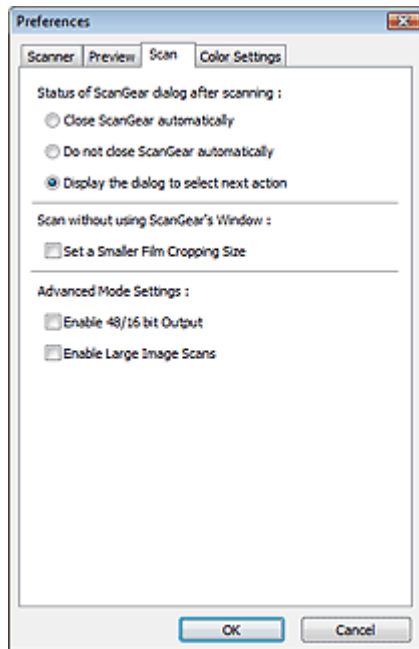 Preferences
Scanner Preview Scan Color Settings
Status of ScanGear dialog after scanning :
Close ScanGear automatically
Do not close ScanGear automatically
Display the dialog to select next action
Scan without using ScanGear's Window :
Set a Smaller Film Cropping Size
Advanced Mode Settings :
Enable 48/16 bit Output
Enable Large Image Scans
OK Cancel